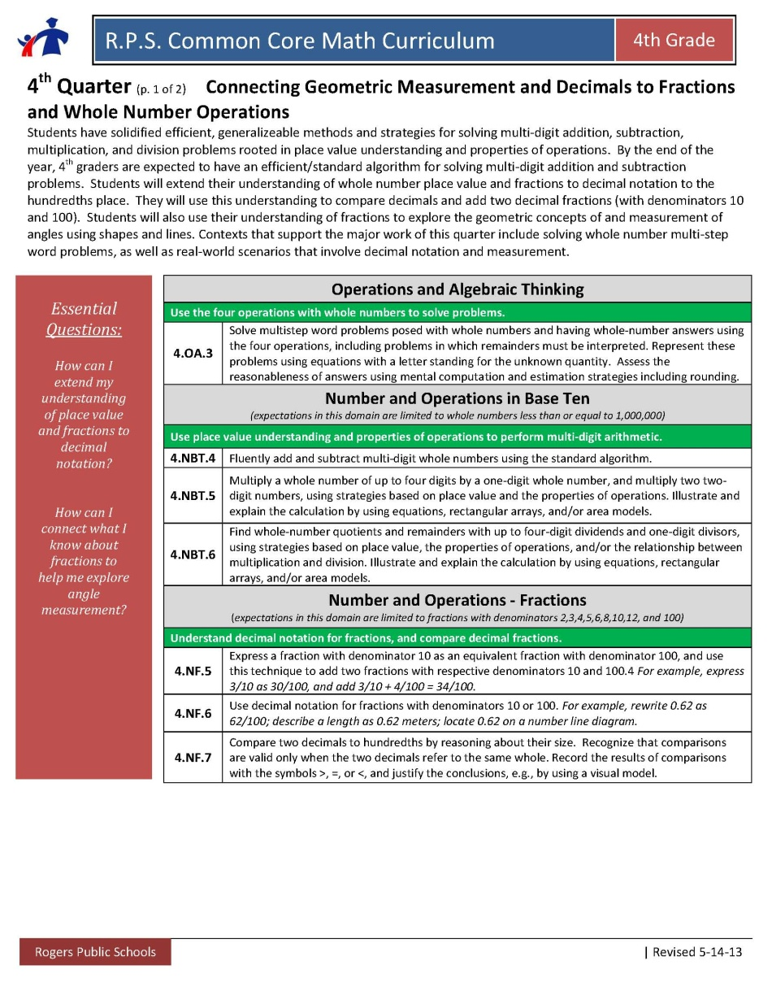 R.P.S. Common Core Math Curriculum
4th Grade
4th Quarter (p. 1 of 2) Connecting Geometric Measurement and Decimals to Fractions
and Whole Number Operations
Students have solidified efficient, generalizeable methods and strategies for solving multi-digit addition, subtraction,
multiplication, and division problems rooted in place value understanding and properties of operations. By the end of the
year, 4th graders are expected to have an efficient/standard algorithm for solving multi-digit addition and subtraction
problems. Students will extend their understanding of whole number place value and fractions to decimal notation to the
hundredths place. They will use this understanding to compare decimals and add two decimal fractions (with denominators 10
and 100). Students will also use their understanding of fractions to explore the geometric concepts of and measurement of
angles using shapes and lines. Contexts that support the major work of this quarter include solving whole number multi-step
word problems, as well as real-world scenarios that involve decimal notation and measurement.
Essential
Questions:
How can I
extend my
understanding
of place value
and fractions to
decimal
notation?
How can I
connect what I
know about
fractions to
help me explore
angle
measurement?
Operations and Algebraic Thinking
Use the four operations with whole numbers to solve problems.
4.OA.3
Solve multistep word problems posed with whole numbers and having whole-number answers using
the four operations, including problems in which remainders must be interpreted. Represent these
problems using equations with a letter standing for the unknown quantity. Assess the
reasonableness of answers using mental computation and estimation strategies including rounding.
Number and Operations in Base Ten
(expectations in this domain are limited to whole numbers less than or equal to 1,000,000)
Use place value understanding and properties of operations to perform multi-digit arithmetic.
4.NBT.4 Fluently add and subtract multi-digit whole numbers using the standard algorithm.
4.NBT.5
Multiply a whole number of up to four digits by a one-digit whole number, and multiply two two-
digit numbers, using strategies based on place value and the properties of operations. Illustrate and
explain the calculation by using equations, rectangular arrays, and/or area models.
4.NBT.6
Find whole-number quotients and remainders with up to four-digit dividends and one-digit divisors,
using strategies based on place value, the properties of operations, and/or the relationship between
multiplication and division. Illustrate and explain the calculation by using equations, rectangular
arrays, and/or area models.
Number and Operations - Fractions
(expectations in this domain are limited to fractions with denominators 2,3,4,5,6,8,10,12, and 100)
Understand decimal notation for fractions, and compare decimal fractions.
4.NF.5
Express a fraction with denominator 10 as an equivalent fraction with denominator 100, and use
this technique to add two fractions with respective denominators 10 and 100.4 For example, express
3/10 as 30/100, and add 3/10 + 4/100 = 34/100.
4.NF.6
Use decimal notation for fractions with denominators 10 or 100. For example, rewrite 0.62 as
62/100; describe a length as 0.62 meters; locate 0.62 on a number line diagram.
4.NF.7
Compare two decimals to hundredths by reasoning about their size. Recognize that comparisons
are valid only when the two decimals refer to the same whole. Record the results of comparisons
with the symbols >, =, or <, and justify the conclusions, e.g., by using a visual model.
Rogers Public Schools
| Revised 5-14-13